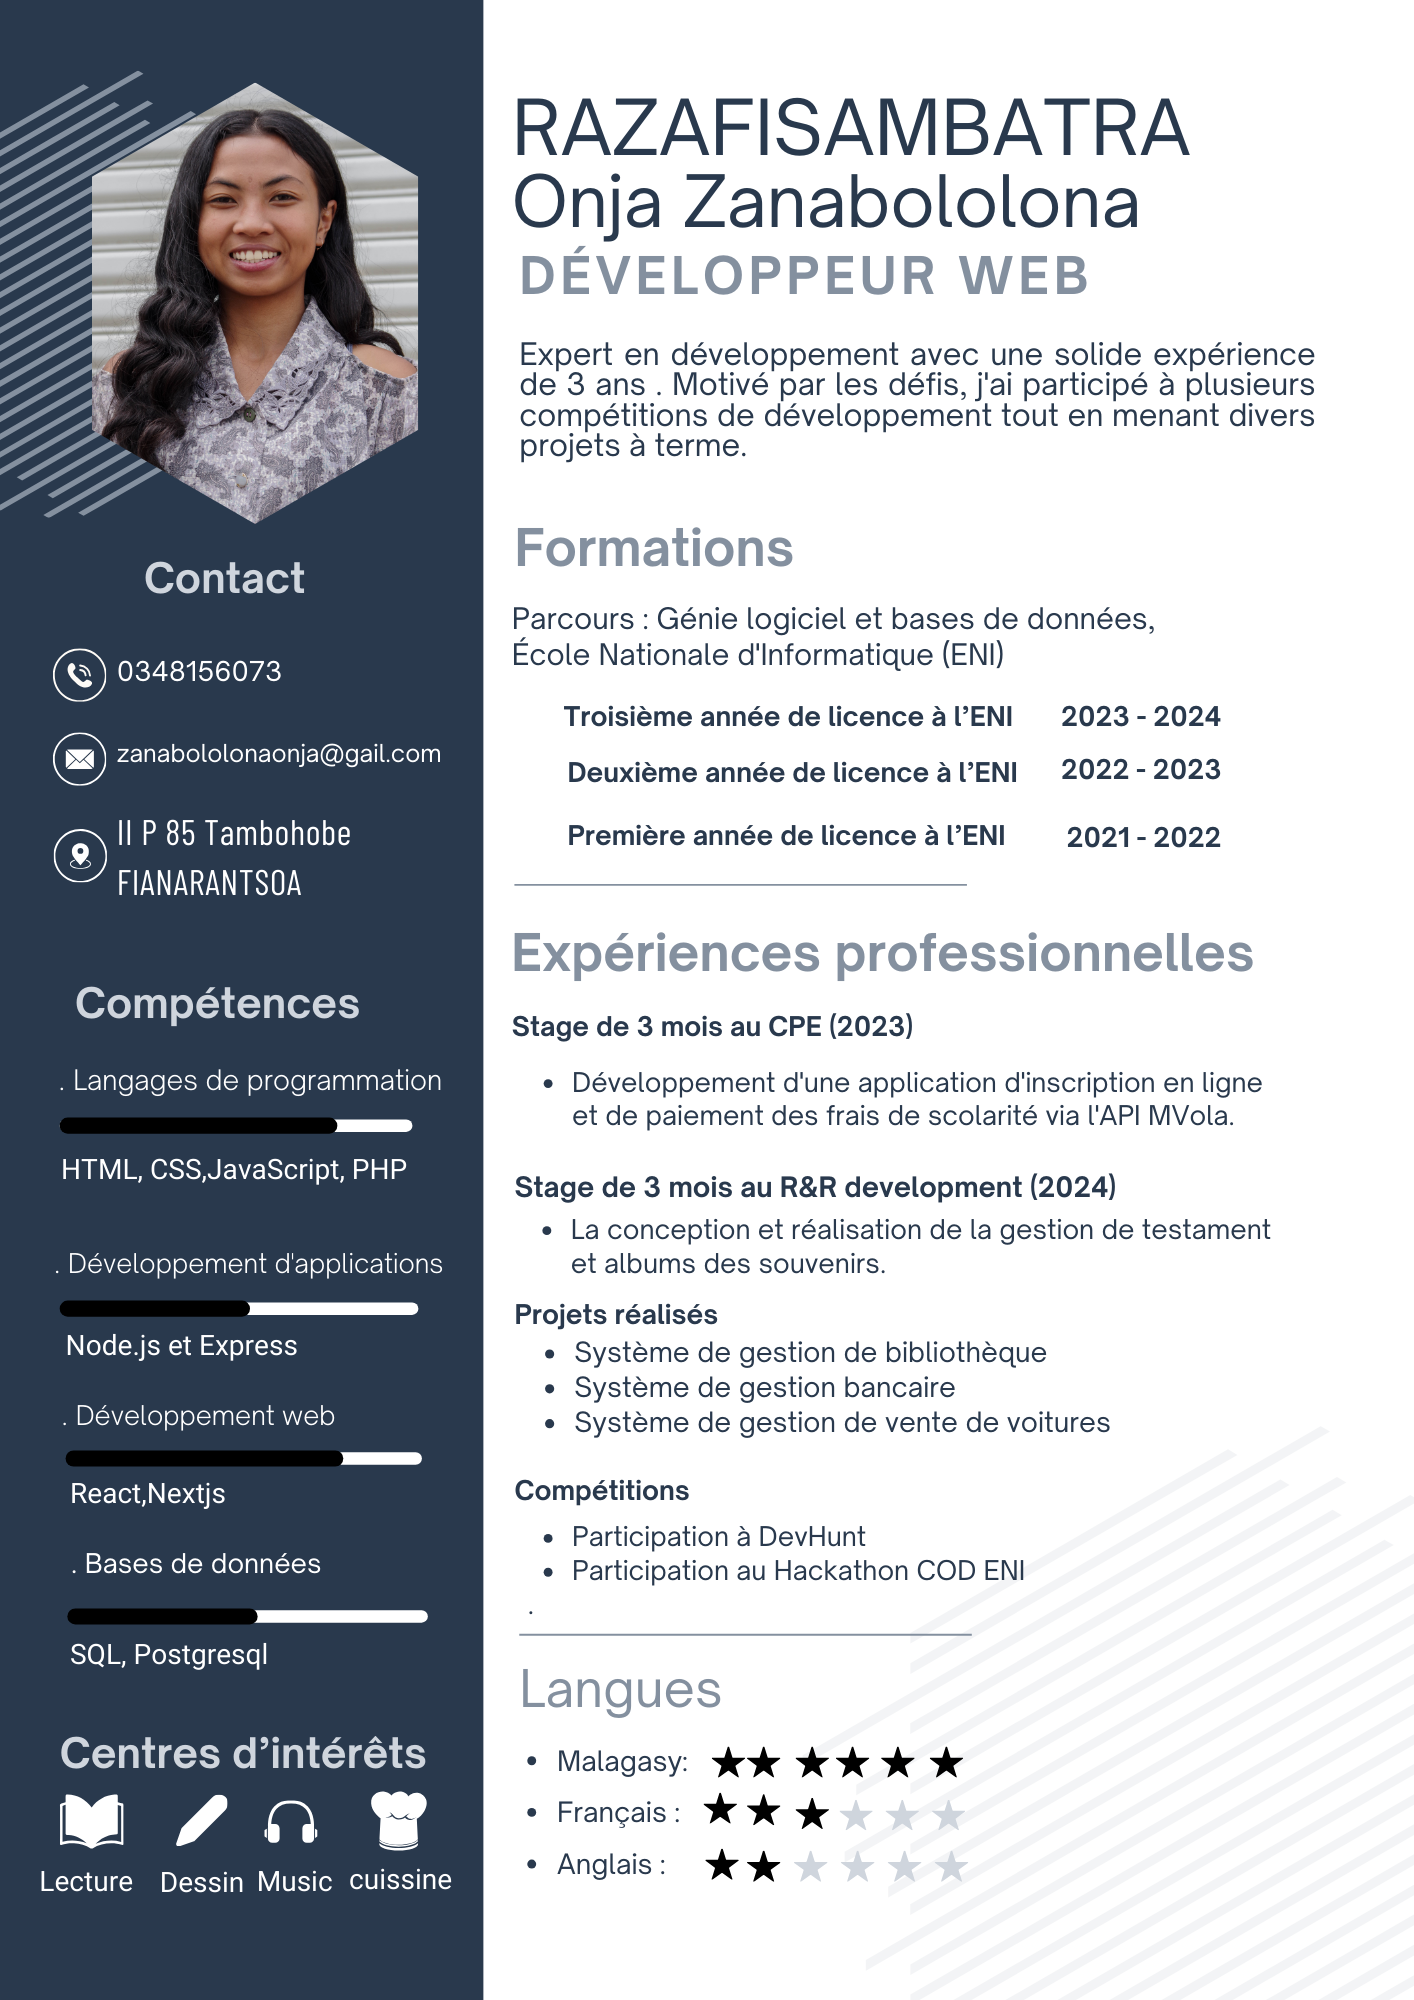 RAZAFISAMBATRA
Onja Zanabololona
DÉVELOPPEUR WEB
Expert en développement avec une solide expérience
de 3 ans . Motivé par les défis, j'ai participé à plusieurs
compétitions de développement tout en menant divers
projets à terme.
Contact
0348156073
zanabololonaonja@gail.com
II P 85 Tambohobe
FIANARANTSOA
Compétences
. Langages de programmation
HTML, CSS,JavaScript, PHP
. Développement d'applications
Node.js et Express
. Développement web
React,Nextjs
. Bases de données
SQL, Postgresql
Centres d’intérêts
Lecture
Dessin
Music
cuissine
Formations
Parcours : Génie logiciel et bases de données,
École Nationale d'Informatique (ENI)
Troisième année de licence à l’ENI 2023 - 2024
Deuxième année de licence à l’ENI 2022 - 2023
Première année de licence à l’ENI 2021 - 2022
Expériences professionnelles
Stage de 3 mois au CPE (2023)
• Développement d'une application d'inscription en ligne
et de paiement des frais de scolarité via l'API MVola.
Stage de 3 mois au R&R development (2024)
• La conception et réalisation de la gestion de testament
et albums des souvenirs.
Projets réalisés
• Système de gestion de bibliothèque
• Système de gestion bancaire
• Système de gestion de vente de voitures
Compétitions
• Participation à DevHunt
• Participation au Hackathon COD ENI
.
Langues
• Malagasy:
• Français :
• Anglais :